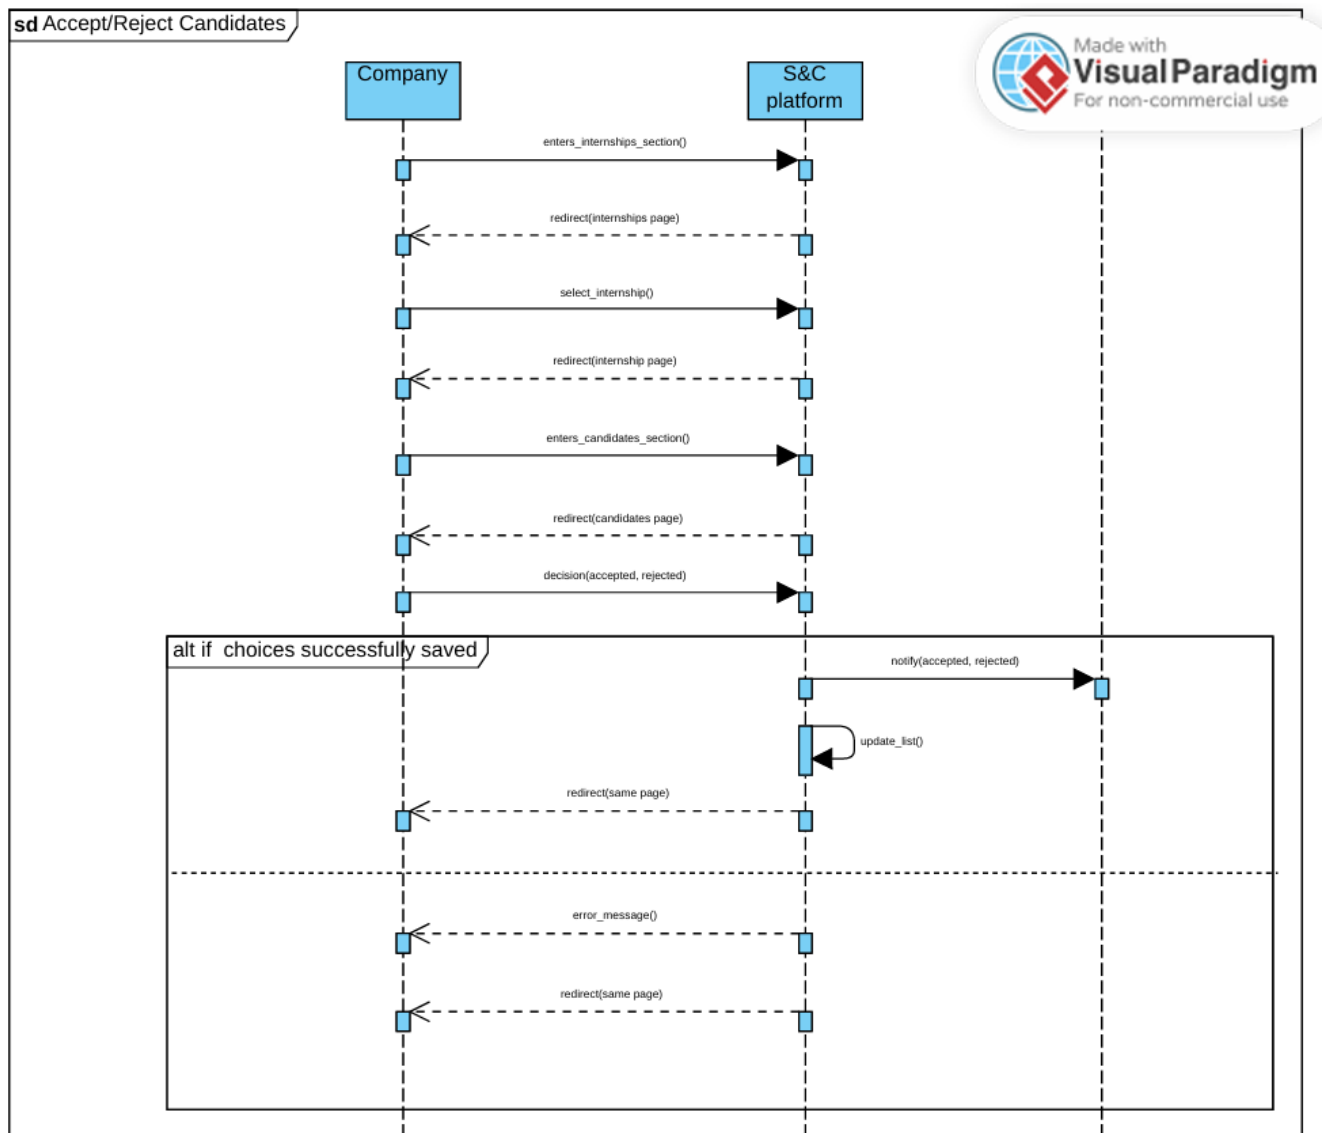 sd Accept/Reject Candidates
Made with
Visual Paradigm
For non-commercial use
Company
S&C
platform
enters_internships_section()
redirect(internships page)
select_internship()
redirect(internship page)
enters_candidates_section()
redirect(candidates page)
decision(accepted, rejected)
alt if choices successfully saved
notify(accepted, rejected)
update_list()
redirect(same page)
error_message()
redirect(same page)